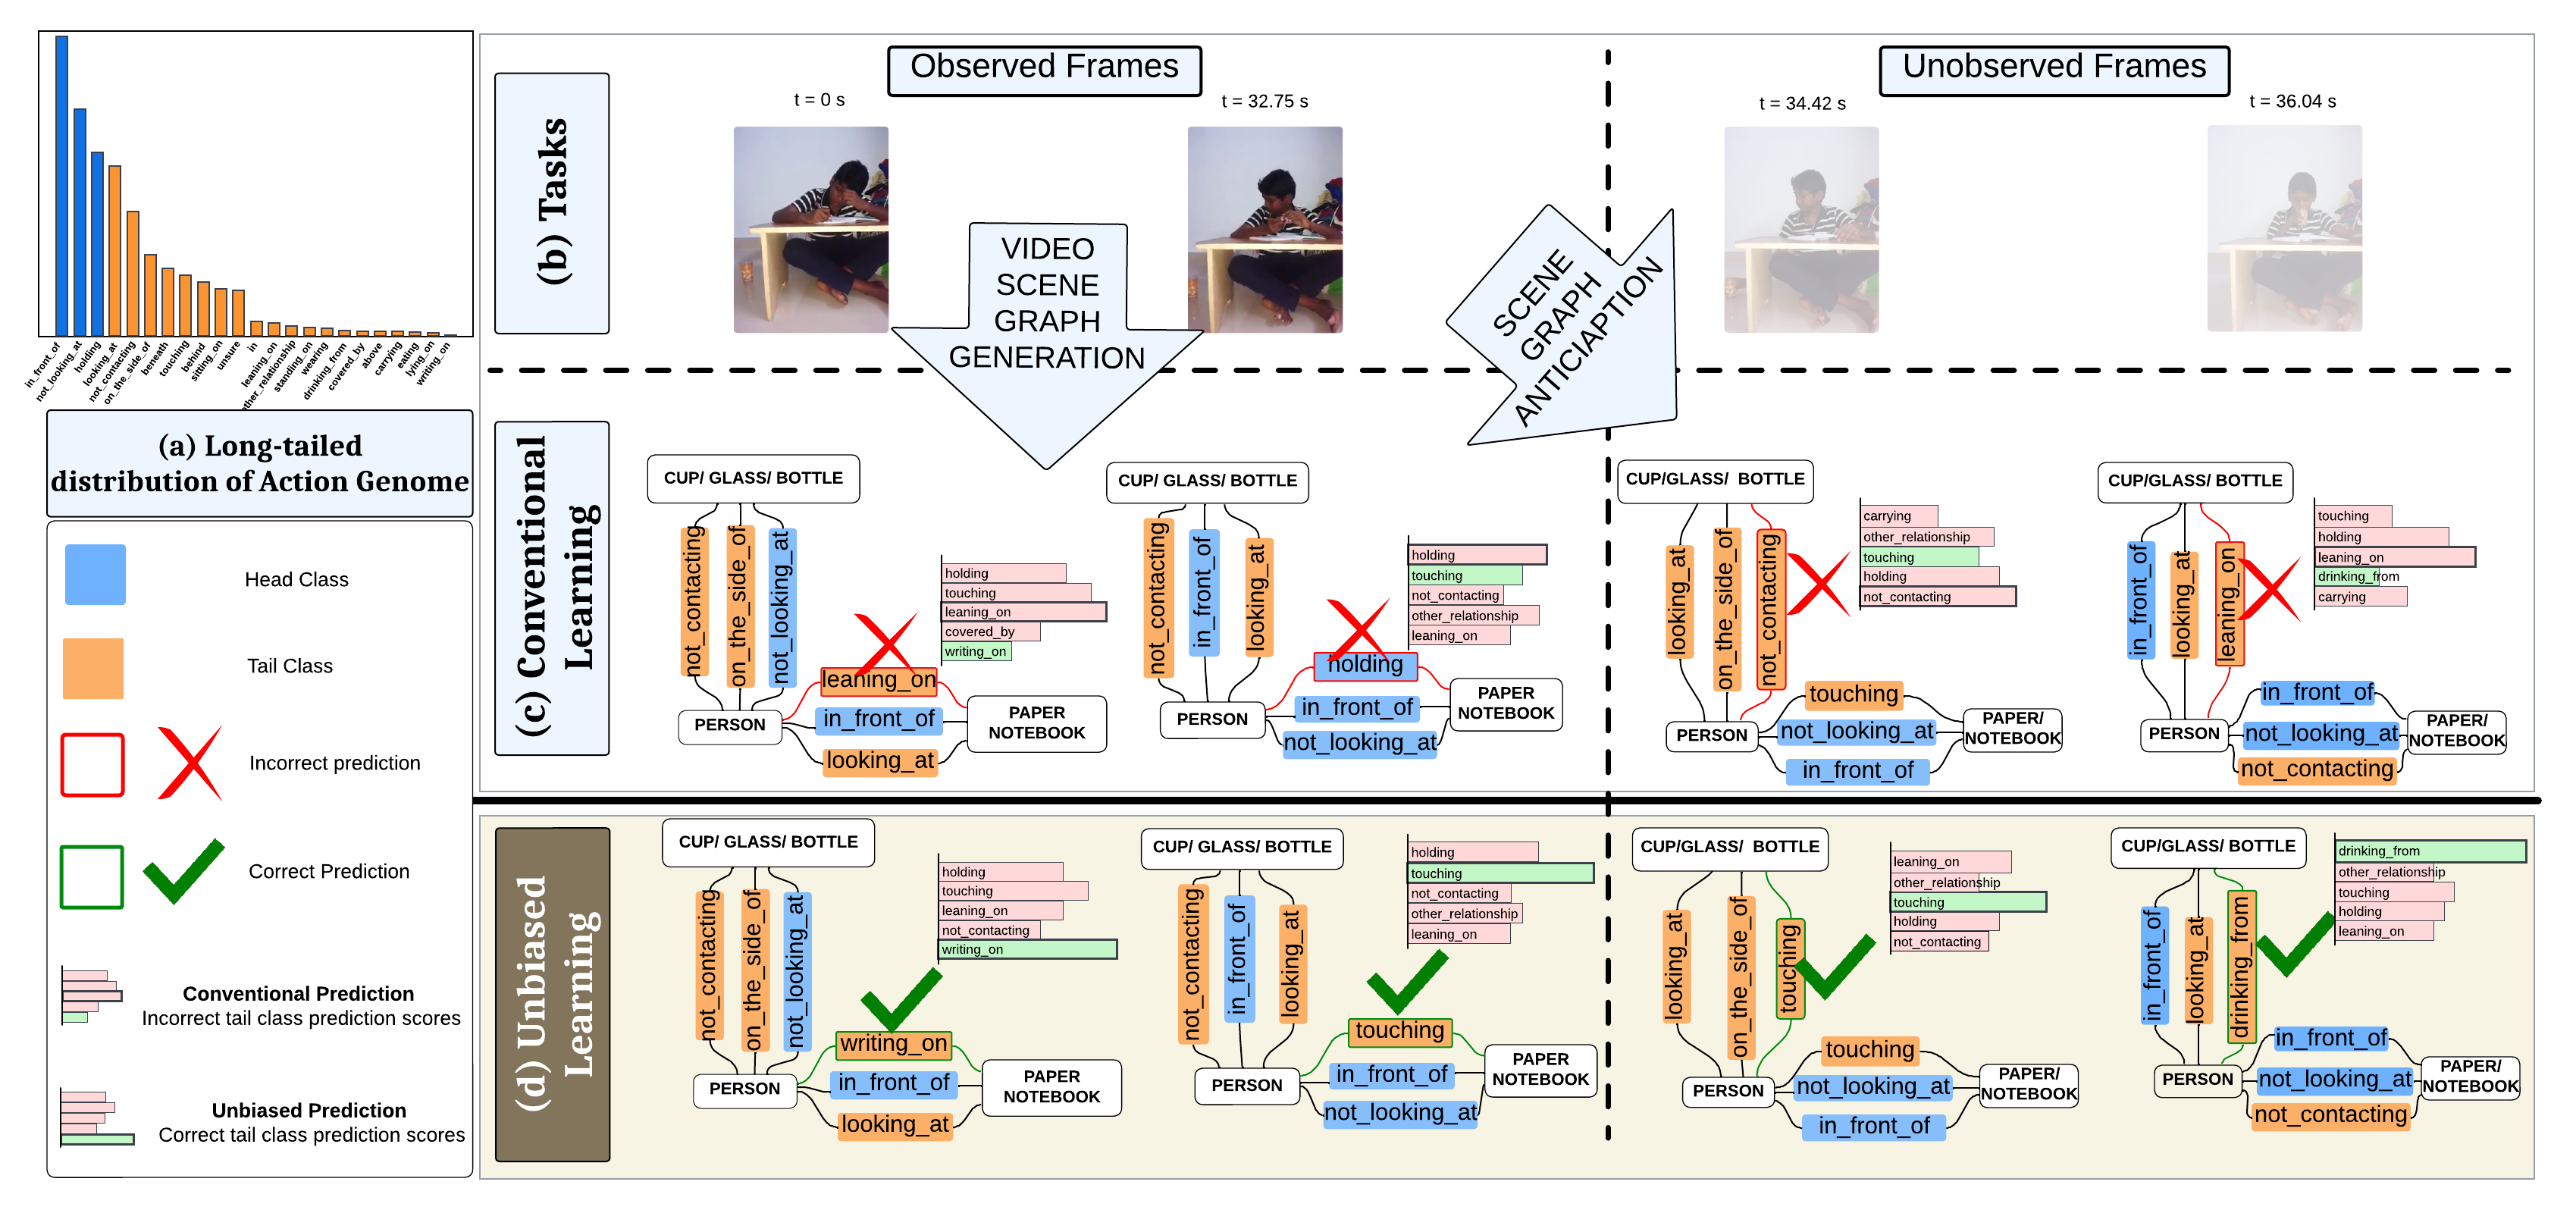 in_front_of
not_looking_at
holding
looking_at
not_contacting
on_the_side_of
beneath
touching
behind
sitting_on
unsure
in
leaning_on
other_relationship
standing_on
wearing
drinking_from
covered_by
above
carrying
eating
lying_on
writing_on
(a) Long-tailed
distribution of Action Genome
Head Class
Tail Class
Incorrect prediction
Correct Prediction
Conventional Prediction
Incorrect tail class prediction scores
Unbiased Prediction
Correct tail class prediction scores
(b) Tasks
Observed Frames
t = 0 s
t = 32.75 s
Unobserved Frames
t = 34.42 s
t = 36.04 s
VIDEO
SCENE
GRAPH
GENERATION
SCENE
GRAPH
ANTICIAPTION
(c) Conventional
Learning
CUP/ GLASS/ BOTTLE
not_contacting
on_the_side_of
not_looking_at
holding
touching
leaning_on
covered_by
writing_on
leaning_on
in_front_of
looking_at
PERSON
PAPER
NOTEBOOK
CUP/ GLASS/ BOTTLE
not_contacting
in_front_of
looking_at
holding
touching
not_contacting
other_relationship
leaning_on
holding
in_front_of
not_looking_at
PERSON
PAPER
NOTEBOOK
CUP/GLASS/ BOTTLE
looking_at
on_the_side_of
not_contacting
carrying
other_relationship
touching
holding
not_contacting
touching
not_looking_at
in_front_of
PERSON
PAPER/
NOTEBOOK
CUP/GLASS/ BOTTLE
in_front_of
looking_at
leaning_on
touching
holding
leaning_on
drinking_from
carrying
in_front_of
not_looking_at
not_contacting
PERSON
PAPER/
NOTEBOOK
(d) Unbiased
Learning
CUP/ GLASS/ BOTTLE
not_contacting
on_the_side_of
not_looking_at
holding
touching
leaning_on
not_contacting
writing_on
writing_on
in_front_of
looking_at
PERSON
PAPER
NOTEBOOK
CUP/ GLASS/ BOTTLE
not_contacting
in_front_of
looking_at
holding
touching
not_contacting
other_relationship
leaning_on
touching
in_front_of
not_looking_at
PERSON
PAPER
NOTEBOOK
CUP/GLASS/ BOTTLE
looking_at
on_the_side_of
touching
leaning_on
other_relationship
touching
holding
not_contacting
touching
not_looking_at
in_front_of
PERSON
PAPER/
NOTEBOOK
CUP/GLASS/ BOTTLE
in_front_of
looking_at
drinking_from
drinking_from
other_relationship
touching
holding
leaning_on
in_front_of
not_looking_at
not_contacting
PERSON
PAPER/
NOTEBOOK